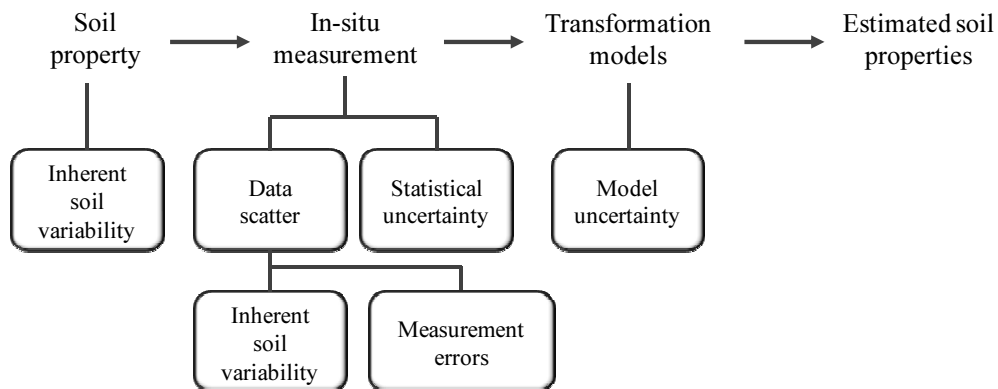 Soil
property
In-situ
measurement
Transformation
models
Estimated soil
properties
Inherent
soil
variability
Data
scatter
Statistical
uncertainty
Model
uncertainty
Inherent
soil
variability
Measurement
errors